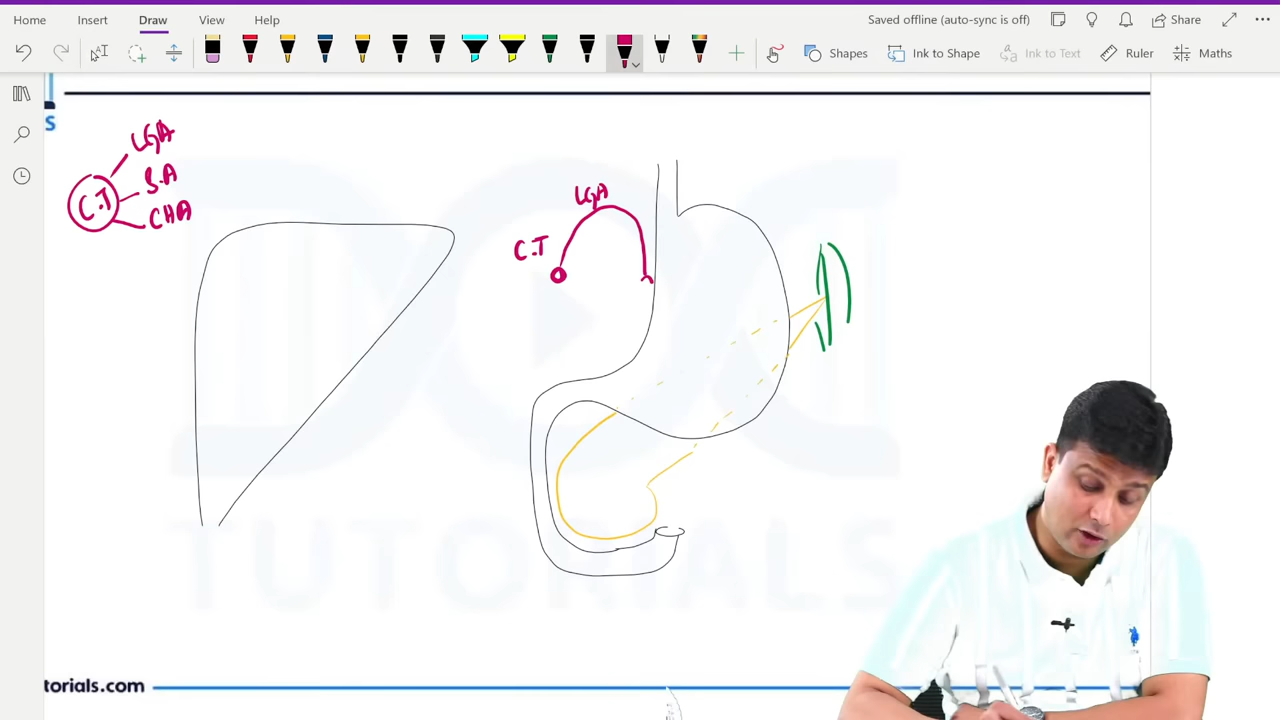 Home Insert Draw View Help Saved offline (auto-sync is off) Share
Shapes Ink to Shape Ink to Text Ruler Maths
S
LGA
C.T S.A
CHA
LGA
C.T
TUTORIALS
torials.com